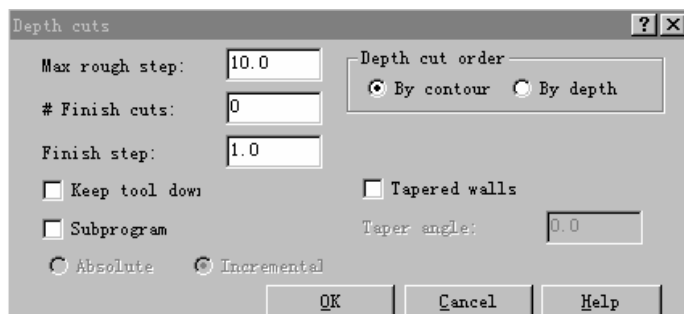 Depth cuts
Max rough step: 10.0
# Finish cuts: 0
Finish step: 1.0
Depth cut order
By contour By depth
Keep tool down
Tapered walls
Subprogram
Taper angle: 0.0
Absolute Incremental
OK Cancel Help